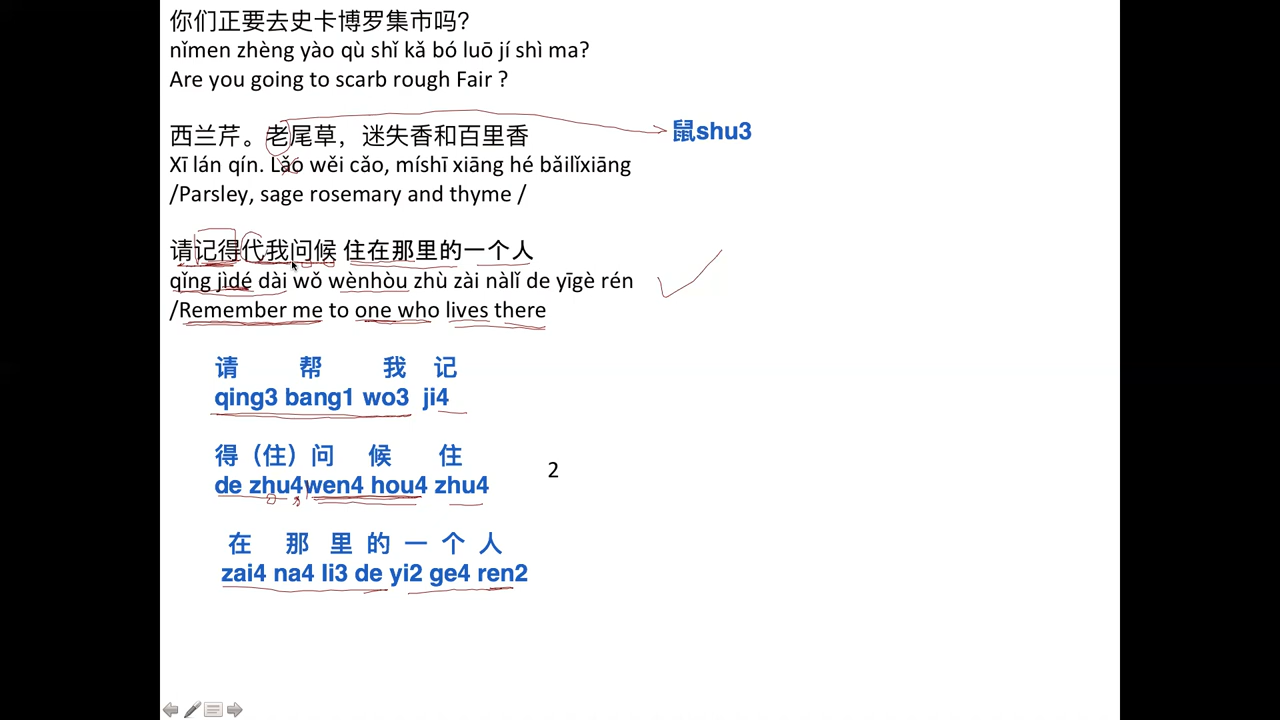 你们正要去史卡博罗集市吗?
nǐmen zhèng yào qù shǐ kǎ bó luō jí shì ma?
Are you going to scarb rough Fair ?
西兰芹。老尾草，迷失香和百里香
鼠shu3
Xī lán qín. Lǎo wěi cǎo, míshī xiāng hé bǎilǐxiāng
/Parsley, sage rosemary and thyme /
请记得代我问候 住在那里的一个人
qǐng jìdé dài wǒ wènhòu zhù zài nàlǐ de yīgè rén
/Remember me to one who lives there
请 帮 我 记
qing3 bang1 wo3 ji4
得（住）问 候 住
de zhu4wen4 hou4 zhu4
2
在 那 里 的 一 个 人
zai4 na4 li3 de yi2 ge4 ren2